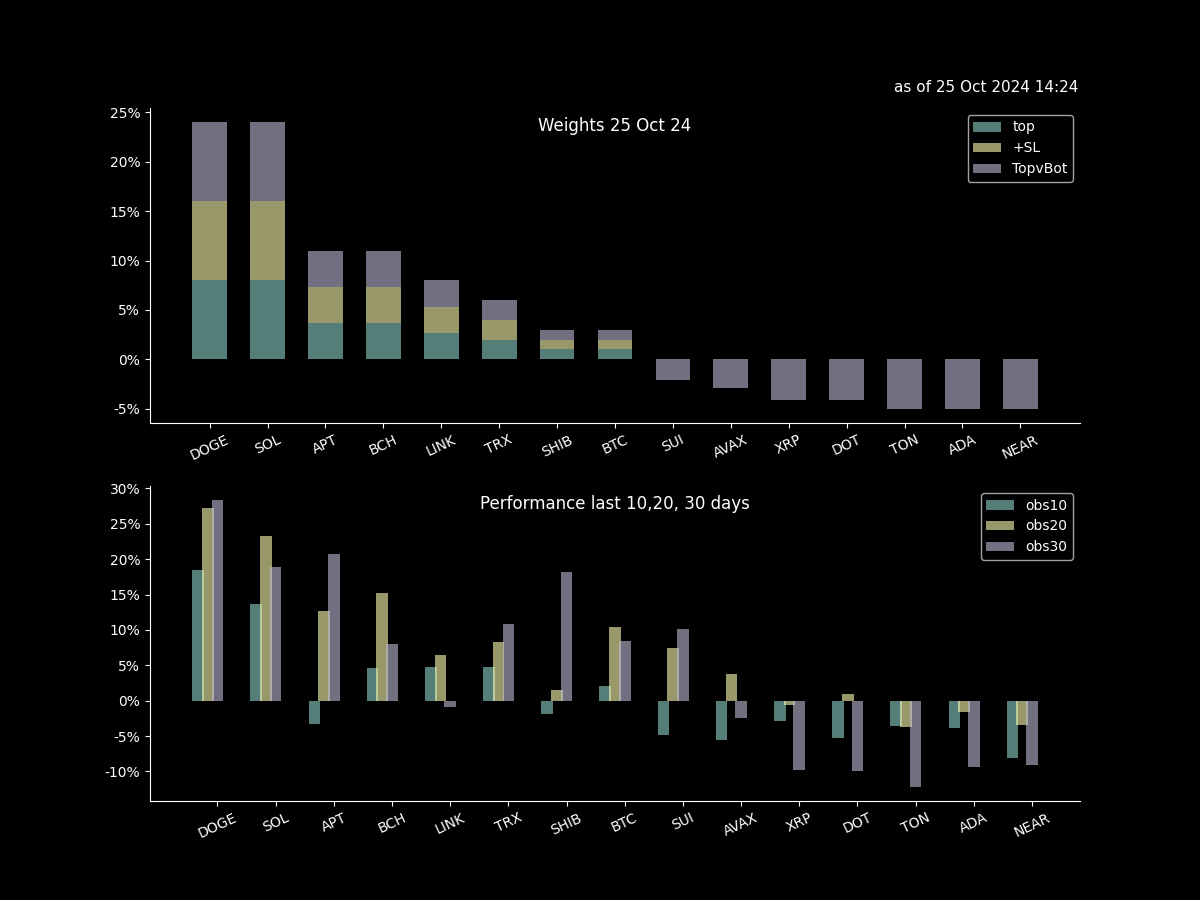 as of 25 Oct 2024 14:24
Weights 25 Oct 24
top
+SL
TopvBot
25%
20%
15%
10%
5%
0%
-5%
DOGE SOL APT BCH LINK TRX SHIB BTC SUI AVAX XRP DOT TON ADA NEAR
Performance last 10,20, 30 days
obs10
obs20
obs30
30%
25%
20%
15%
10%
5%
0%
-5%
-10%
DOGE SOL APT BCH LINK TRX SHIB BTC SUI AVAX XRP DOT TON ADA NEAR